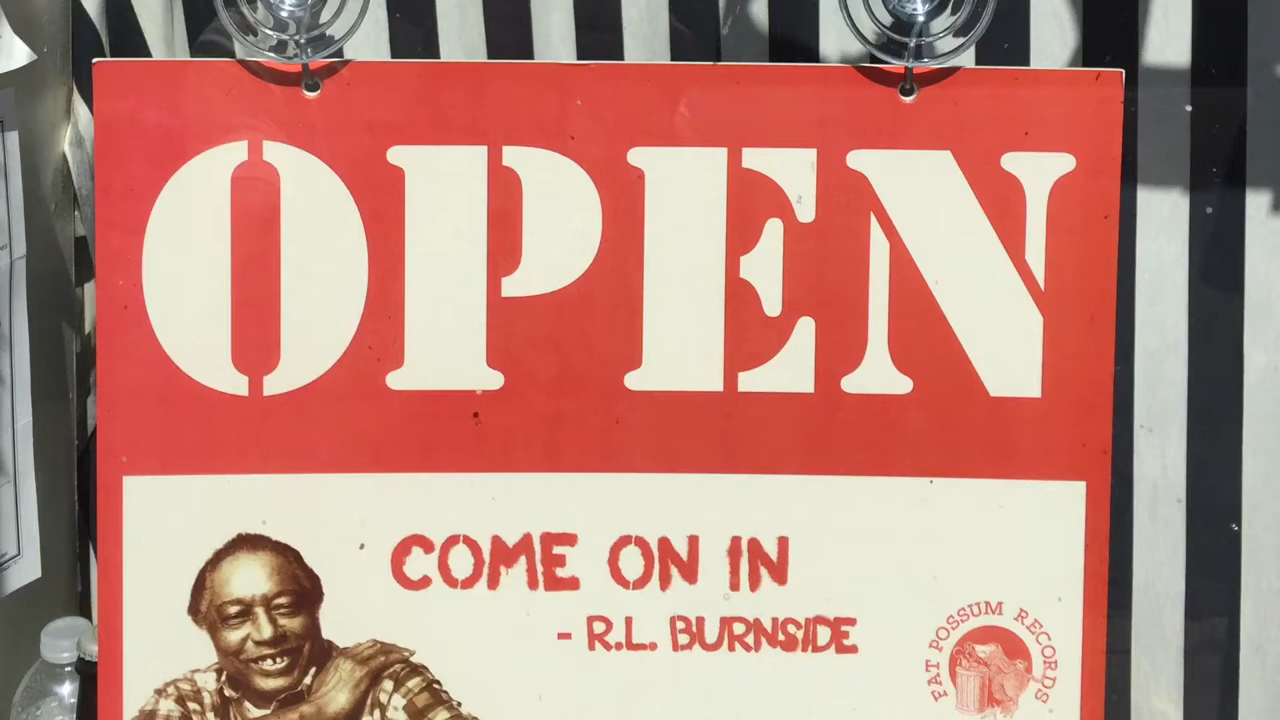 OPEN
COME ON IN
- R.L. BURNSIDE
FAT POSSUM RECORDS